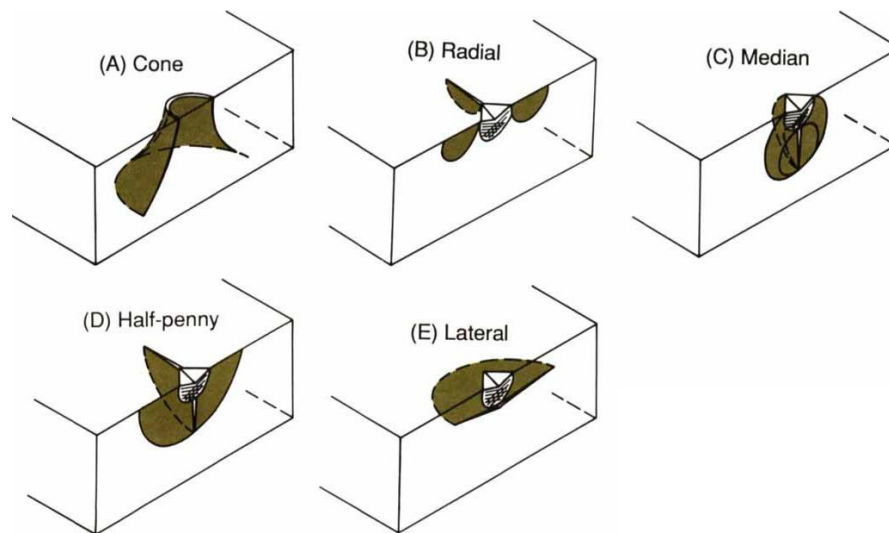 (A) Cone
(B) Radial
(C) Median
(D) Half-penny
(E) Lateral